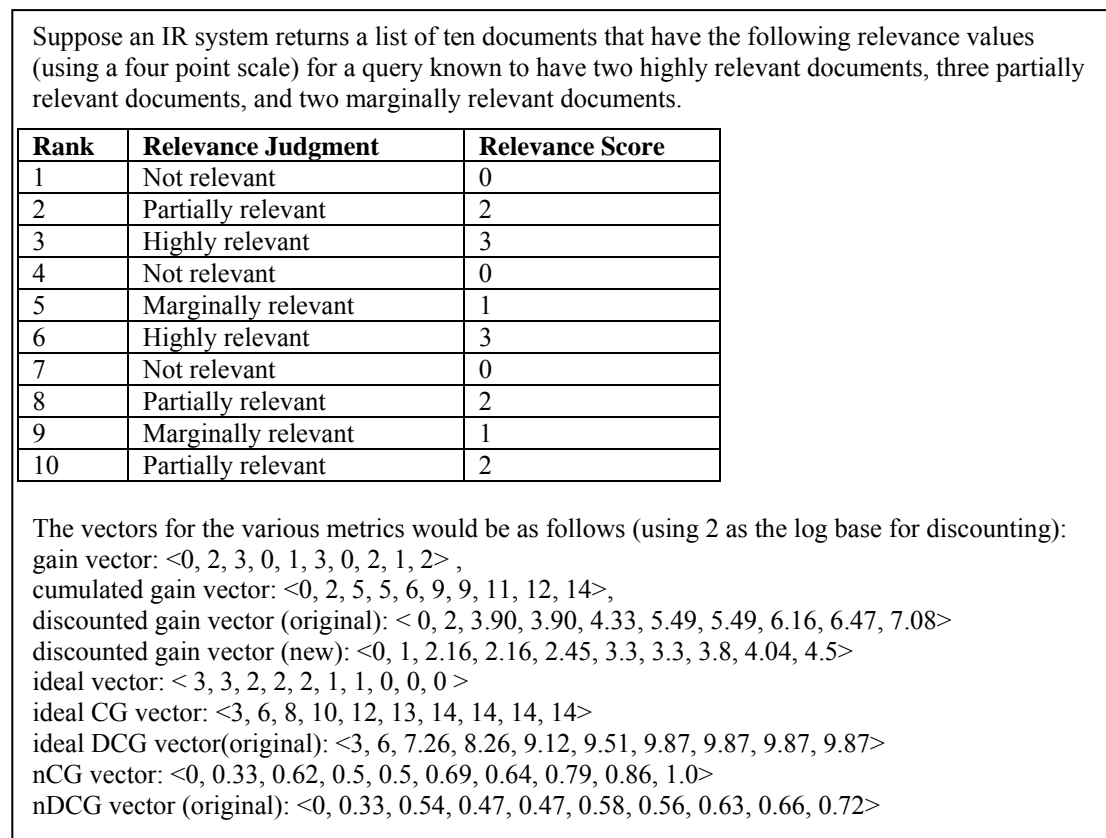 Suppose an IR system returns a list of ten documents that have the following relevance values
(using a four point scale) for a query known to have two highly relevant documents, three partially
relevant documents, and two marginally relevant documents.
Rank Relevance Judgment Relevance Score
1 Not relevant 0
2 Partially relevant 2
3 Highly relevant 3
4 Not relevant 0
5 Marginally relevant 1
6 Highly relevant 3
7 Not relevant 0
8 Partially relevant 2
9 Marginally relevant 1
10 Partially relevant 2
The vectors for the various metrics would be as follows (using 2 as the log base for discounting):
gain vector: <0, 2, 3, 0, 1, 3, 0, 2, 1, 2> ,
cumulated gain vector: <0, 2, 5, 5, 6, 9, 9, 11, 12, 14>,
discounted gain vector (original): < 0, 2, 3.90, 3.90, 4.33, 5.49, 5.49, 6.16, 6.47, 7.08>
discounted gain vector (new): <0, 1, 2.16, 2.16, 2.45, 3.3, 3.3, 3.8, 4.04, 4.5>
ideal vector: < 3, 3, 2, 2, 2, 1, 1, 0, 0, 0 >
ideal CG vector: <3, 6, 8, 10, 12, 13, 14, 14, 14, 14>
ideal DCG vector(original): <3, 6, 7.26, 8.26, 9.12, 9.51, 9.87, 9.87, 9.87, 9.87>
nCG vector: <0, 0.33, 0.62, 0.5, 0.5, 0.69, 0.64, 0.79, 0.86, 1.0>
nDCG vector (original): <0, 0.33, 0.54, 0.47, 0.47, 0.58, 0.56, 0.63, 0.66, 0.72>